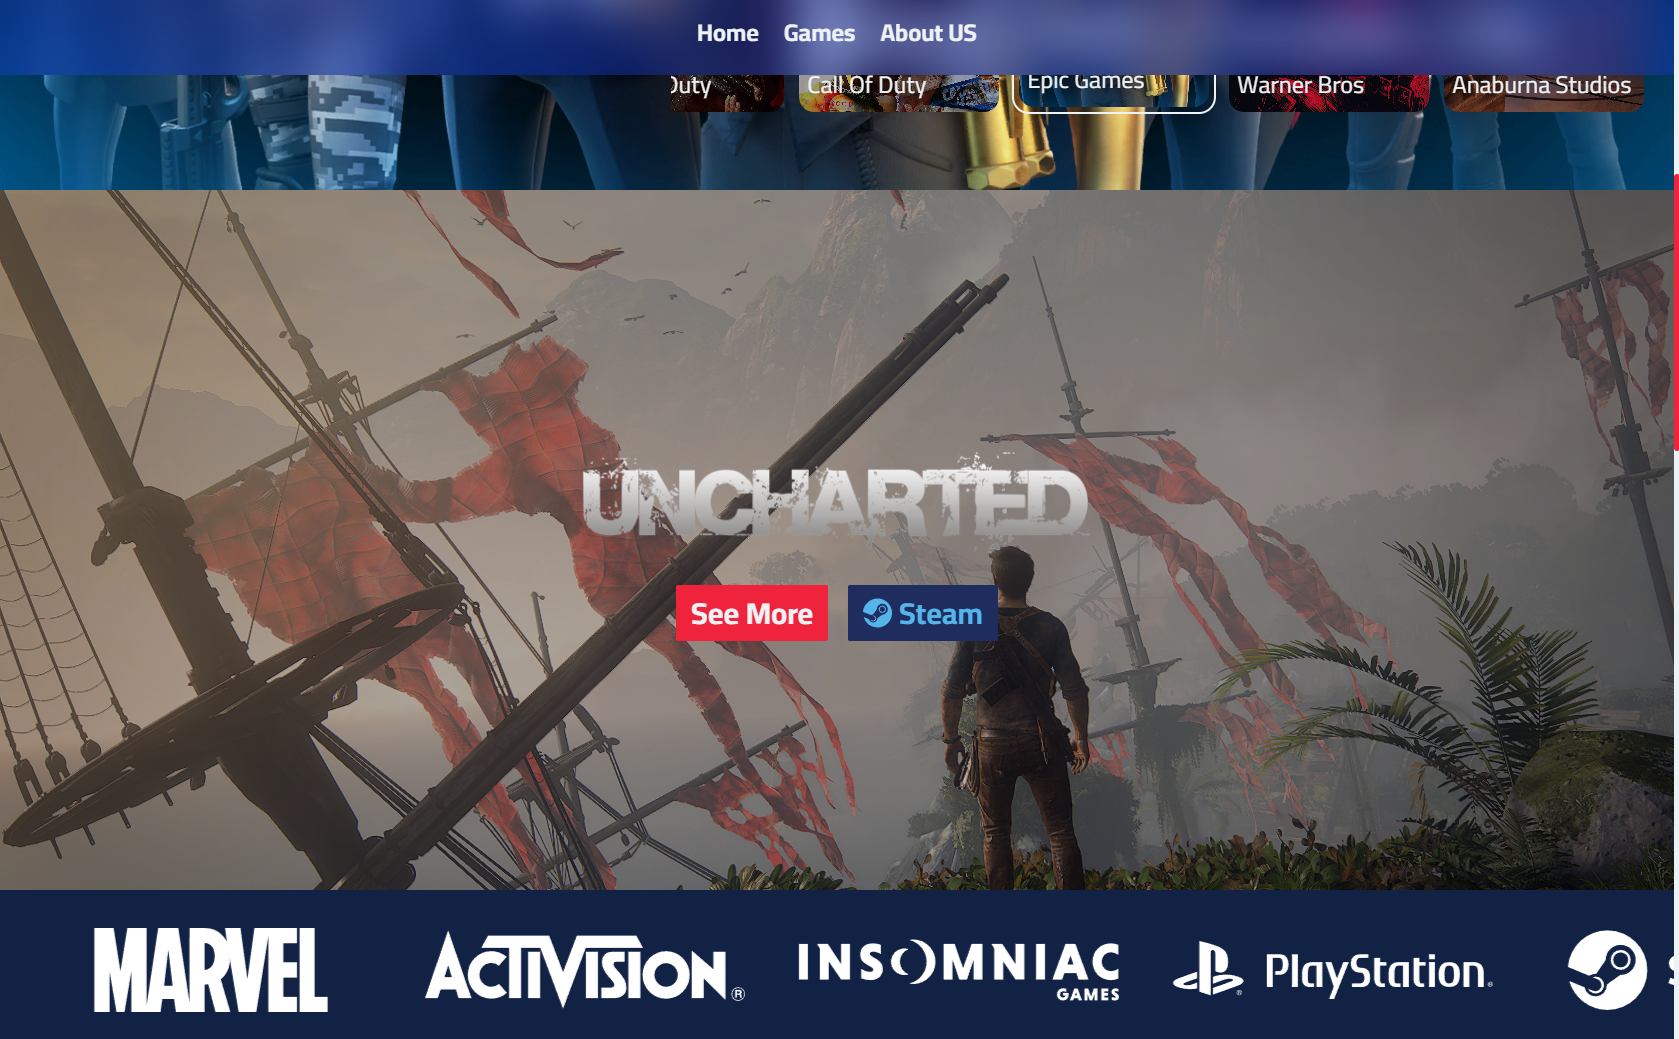 Home Games About US
Duty
Call Of Duty
Epic Games
Warner Bros
Anaburna Studios
UNCHARTED
See More
Steam
MARVEL
ACTIVISION®
INSOMNIAC
GAMES
PlayStation